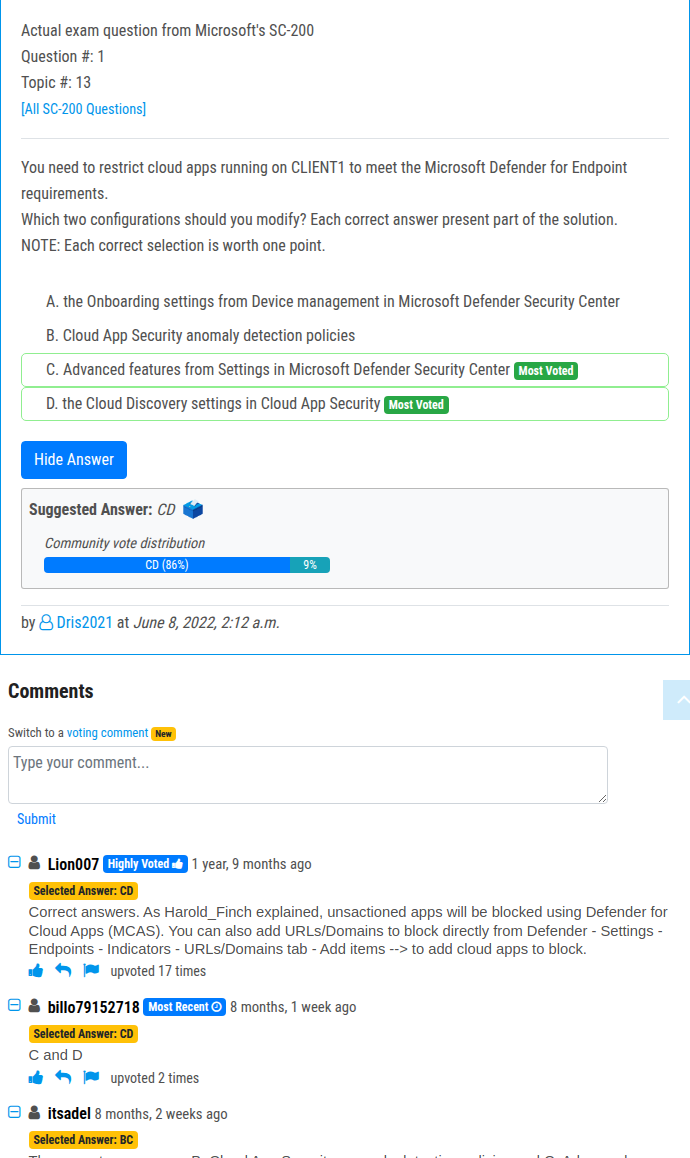 Actual exam question from Microsoft's SC-200
Question #: 1
Topic #: 13
[All SC-200 Questions]
You need to restrict cloud apps running on CLIENT1 to meet the Microsoft Defender for Endpoint
requirements.
Which two configurations should you modify? Each correct answer present part of the solution.
NOTE: Each correct selection is worth one point.
A. the Onboarding settings from Device management in Microsoft Defender Security Center
B. Cloud App Security anomaly detection policies
C. Advanced features from Settings in Microsoft Defender Security Center Most Voted
D. the Cloud Discovery settings in Cloud App Security Most Voted
Hide Answer
Suggested Answer: CD
Community vote distribution
CD (86%) 9%
by Dris2021 at June 8, 2022, 2:12 a.m.
Comments
Switch to a voting comment New
Type your comment...
Submit
Lion007 Highly Voted 1 year, 9 months ago
Selected Answer: CD
Correct answers. As Harold_Finch explained, unsactioned apps will be blocked using Defender for
Cloud Apps (MCAS). You can also add URLs/Domains to block directly from Defender - Settings -
Endpoints - Indicators - URLs/Domains tab - Add items --> to add cloud apps to block.
upvoted 17 times
billo79152718 Most Recent 8 months, 1 week ago
Selected Answer: CD
C and D
upvoted 2 times
itsadel 8 months, 2 weeks ago
Selected Answer: BC